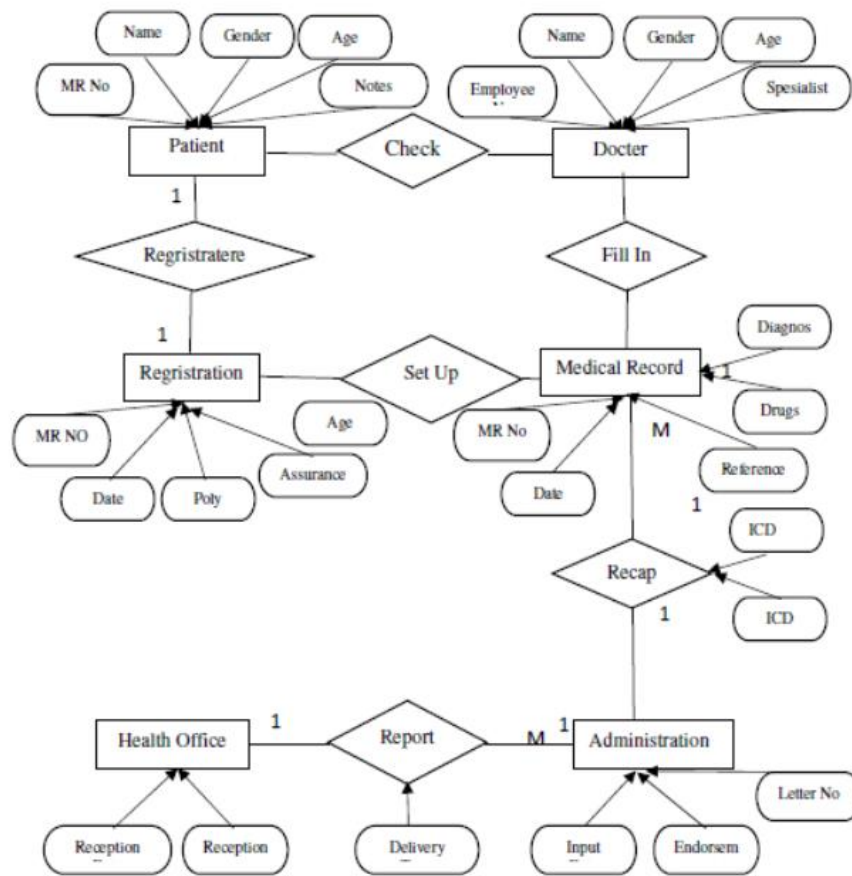 Name
Gender
Age
Name
Gender
Age
MR No
Notes
Employee
Spesialist
Patient
Check
Docter
1
Regristratere
Fill In
1
Diagnos
Regristration
Set Up
Medical Record
1
Age
Drugs
MR NO
MR No
M
Assurance
Reference
Date
Poly
Date
1
ICD
Recap
ICD
1
1
1
Health Office
Report
M
Administration
Letter No
Reception
Reception
Delivery
Input
Endorsem